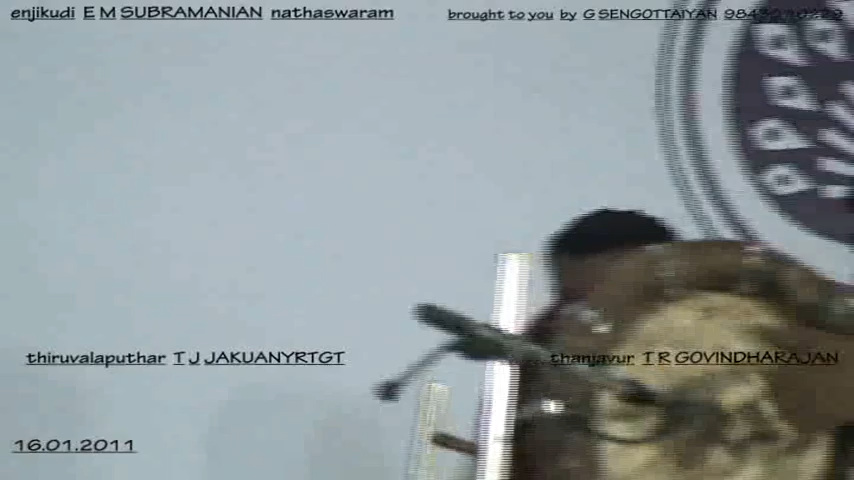 enjikudi E M SUBRAMANIAN nathaswaram
brought to you by G SENGOTTAIYAN
thiruvalaputhar T J JAKUANYRTGT
thanjavur T R GOVINDHARAJAN
16.01.2011